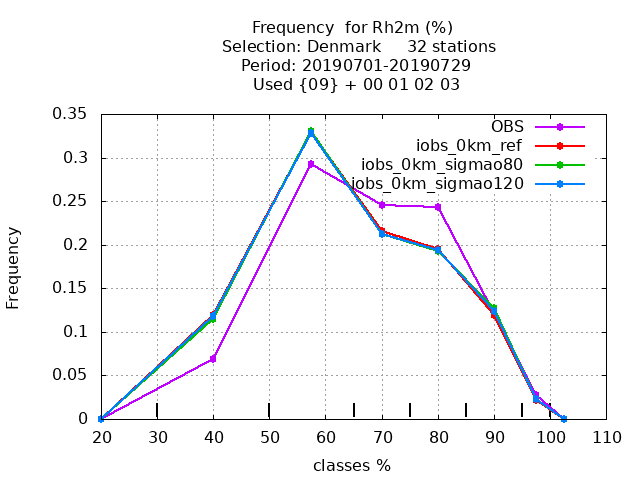 Frequency  for Rh2m (%)
Selection: Denmark     32 stations
Period: 20190701-20190729
Used {09} + 00 01 02 03
OBS
iobs_0km_ref
iobs_0km_sigmao80
iobs_0km_sigmao120
0.35
0.3
0.25
0.2
0.15
0.1
0.05
0
Frequency
20 30 40 50 60 70 80 90 100 110
classes %